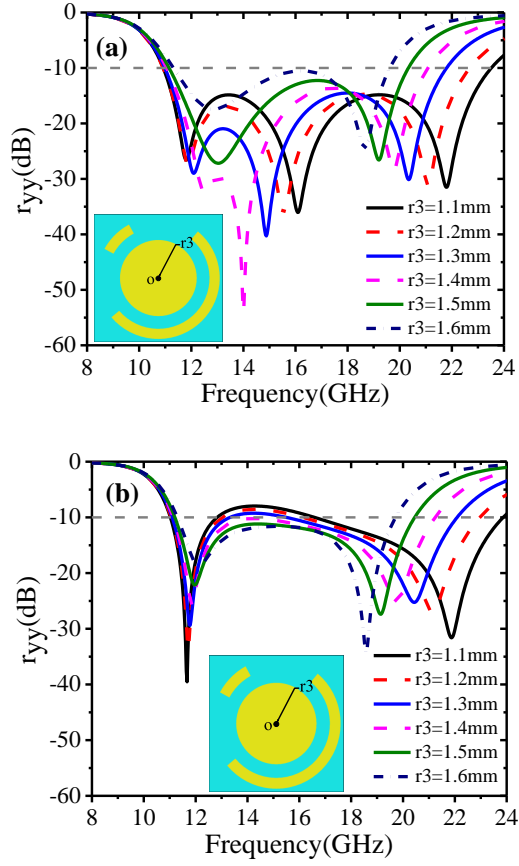 (a)
0
-10
-20
-30
-40
-50
-60
ryy(dB)
r3
o
r3=1.1mm
r3=1.2mm
r3=1.3mm
r3=1.4mm
r3=1.5mm
r3=1.6mm
8 10 12 14 16 18 20 22 24
Frequency(GHz)
(b)
0
-10
-20
-30
-40
-50
-60
ryy(dB)
r3
o
r3=1.1mm
r3=1.2mm
r3=1.3mm
r3=1.4mm
r3=1.5mm
r3=1.6mm
8 10 12 14 16 18 20 22 24
Frequency(GHz)